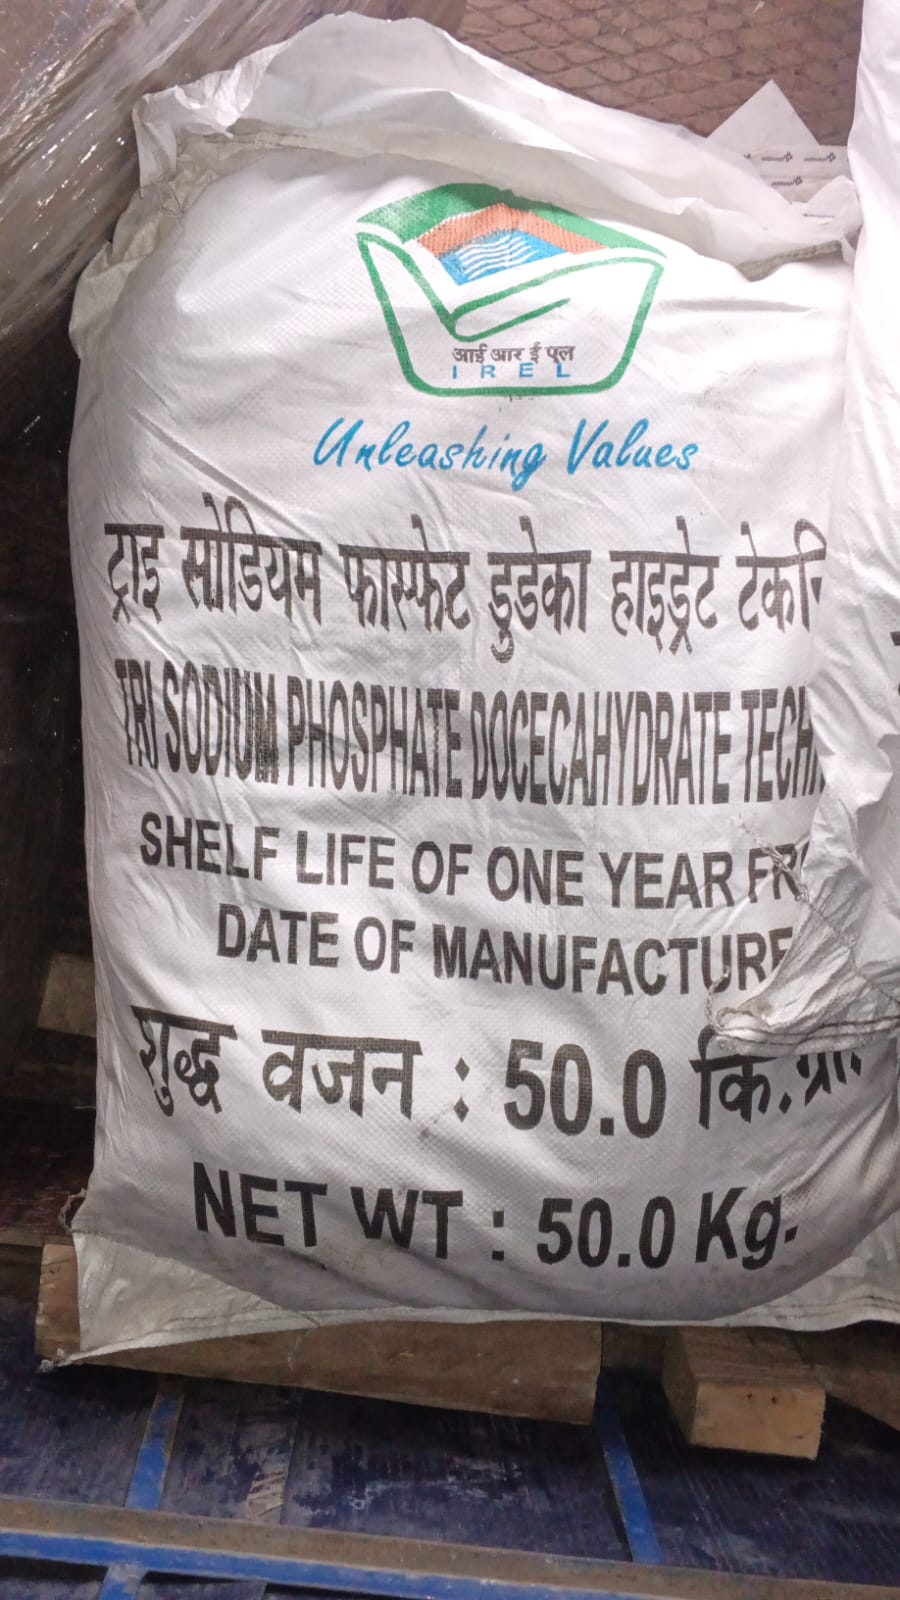 आई आर ई एल
I R E L
Unleashing Values
ट्राइ सोडियम फास्फेट डुडेका हाइड्रेट
TRI SODIUM PHOSPHATE DOCECAHYDRATE TECH
SHELF LIFE OF ONE YEAR
DATE OF MANUFACTURE
शुद्ध वजन : 50.0 कि.ग्रा.
NET WT : 50.0 Kg.